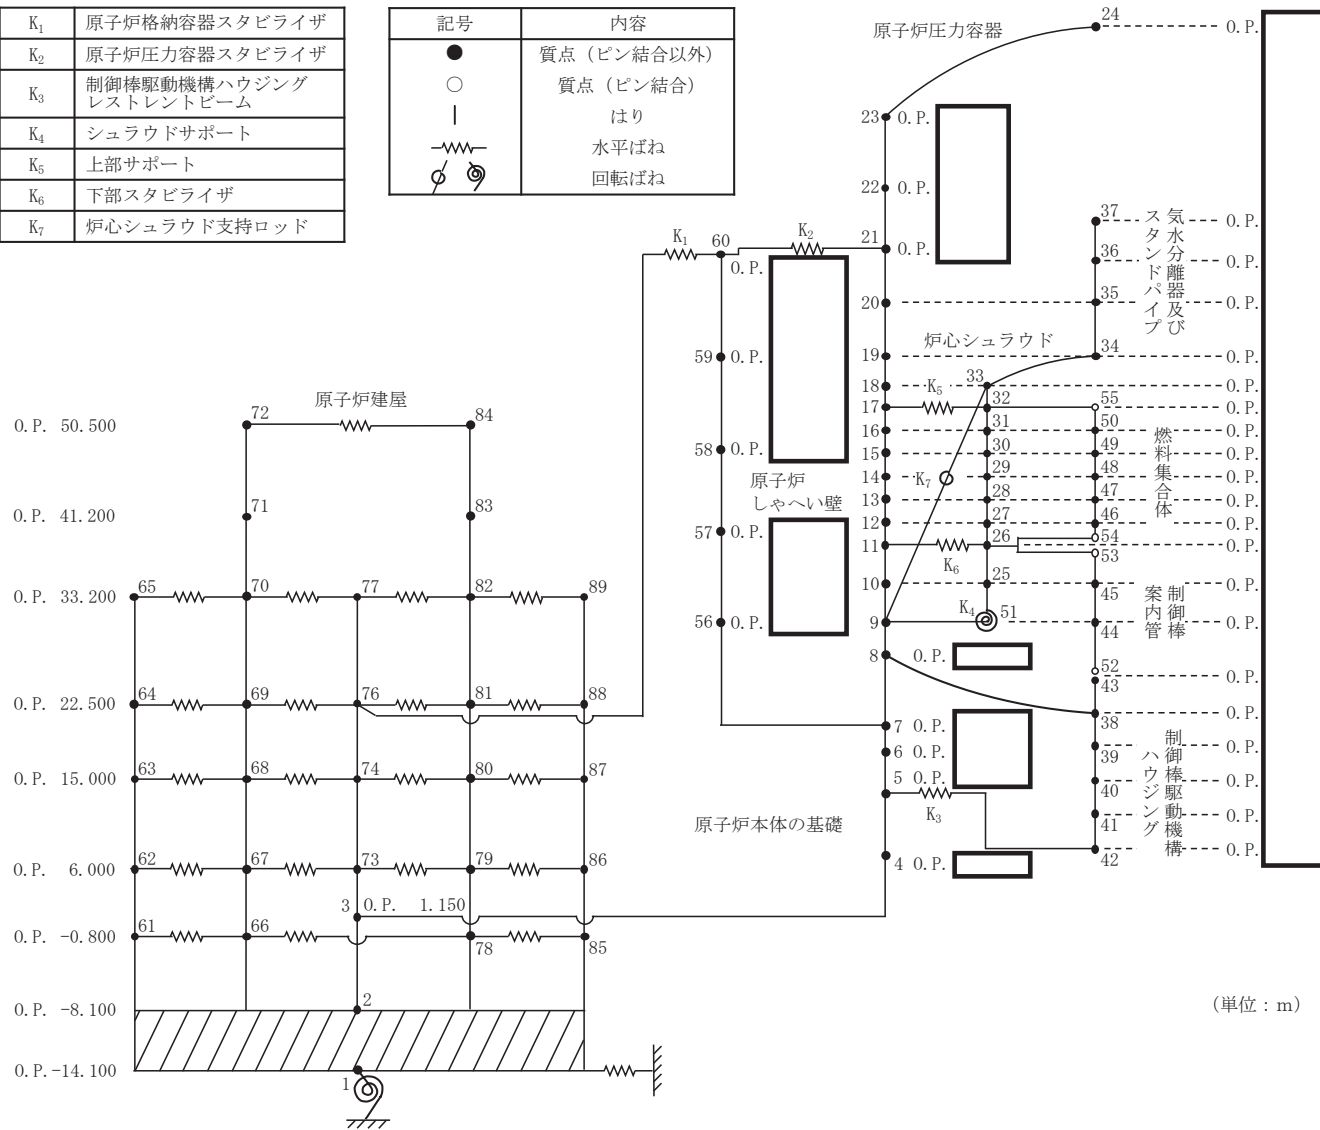 K1 原子炉格納容器スタビライザ
K2 原子炉圧力容器スタビライザ
K3 制御棒駆動機構ハウジング
レストレントビーム
K4 シュラウドサポート
K5 上部サポート
K6 下部スタビライザ
K7 炉心シュラウド支持ロッド
記号 内容
質点（ピン結合以外）
質点（ピン結合）
はり
水平ばね
回転ばね
原子炉圧力容器
24 O.P.
23 O.P.
22 O.P.
21 O.P.
K1 60 K2
O.P.
37 O.P.
36 O.P.
20 35 O.P.
気水分離器及び
スタンドパイプ
炉心シュラウド
59 O.P. 19 34 O.P.
18 K5 33 O.P.
17 32 55 O.P.
16 31 50 O.P.
58 O.P. 15 30 49 O.P.
14 K7 29 48 O.P.
13 28 47 O.P.
12 27 46 O.P.
燃料集合体
原子炉
しゃへい壁
57 O.P. 11 K6 26 54 O.P.
53
10 25 45 O.P.
56 O.P. 9 K4 51 44 O.P.
制御棒
案内管
8 O.P. 52 O.P.
43
38 O.P.
7 O.P.
6 O.P. 39 O.P.
5 O.P. 40 O.P.
K3 41 O.P.
4 O.P. 42 O.P.
制御棒駆動機構
ハウジング
原子炉本体の基礎
原子炉建屋
O.P. 50.500 72 84
O.P. 41.200 71 83
O.P. 33.200 65 70 77 82 89
O.P. 22.500 64 69 76 81 88
O.P. 15.000 63 68 74 80 87
O.P. 6.000 62 67 73 79 86
3 O.P. 1.150
O.P. -0.800 61 66 78 85
O.P. -8.100 2
O.P. -14.100 1
（単位：m）